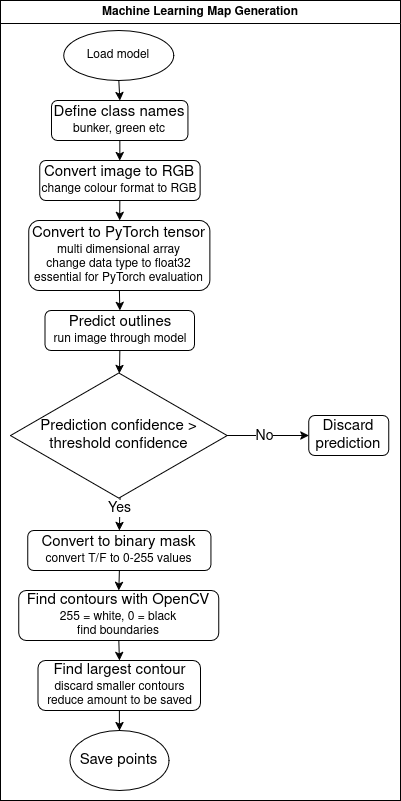 Machine Learning Map Generation
Load model
Define class names
bunker, green etc
Convert image to RGB
change colour format to RGB
Convert to PyTorch tensor
multi dimensional array
change data type to float32
essential for PyTorch evaluation
Predict outlines
run image through model
Prediction confidence >
threshold confidence
No
Discard
prediction
Yes
Convert to binary mask
convert T/F to 0-255 values
Find contours with OpenCV
255 = white, 0 = black
find boundaries
Find largest contour
discard smaller contours
reduce amount to be saved
Save points